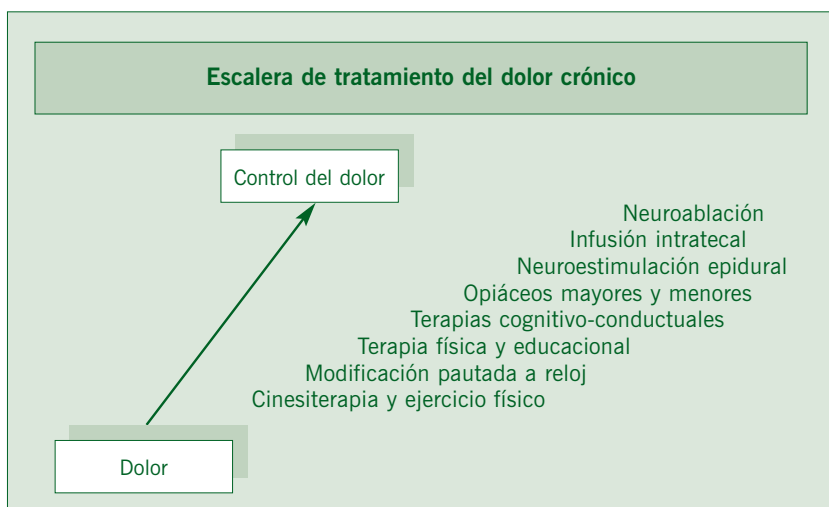 Escalera de tratamiento del dolor crónico
Control del dolor
Neuroablación
Infusión intratecal
Neuroestimulación epidural
Opiáceos mayores y menores
Terapias cognitivo-conductuales
Terapia física y educacional
Modificación pautada a reloj
Cinesiterapia y ejercicio físico
Dolor